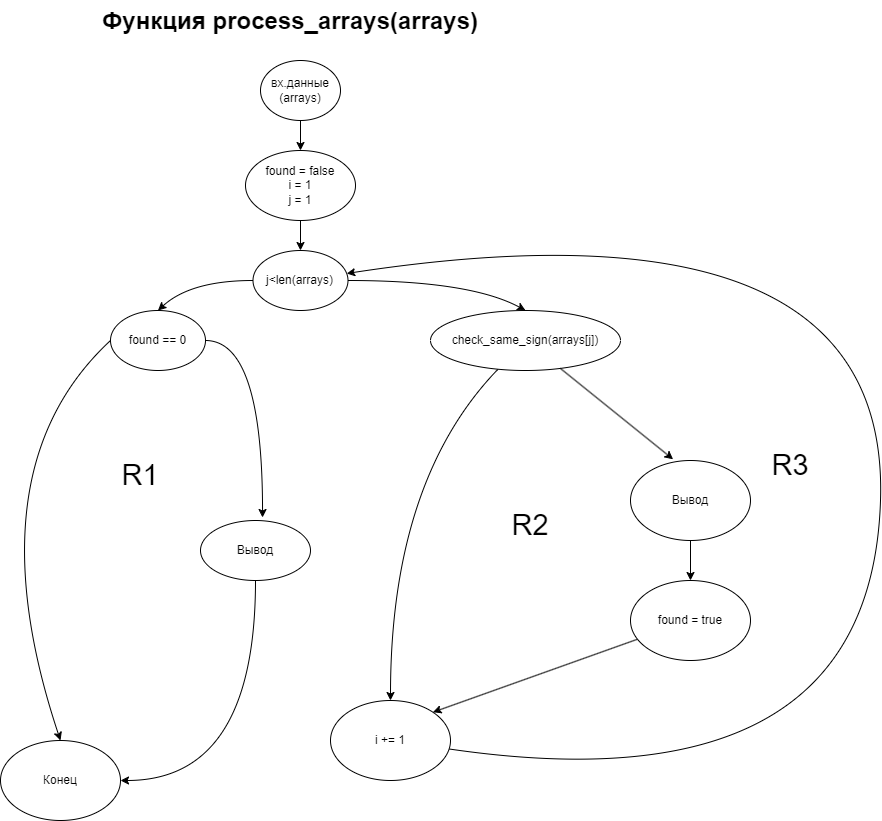 Функция process_arrays(arrays)
вх.данные
(arrays)
found = false
i = 1
j = 1
j<len(arrays)
found == 0
check_same_sign(arrays[j])
R1
R2
R3
Вывод
Вывод
found = true
i += 1
Конец